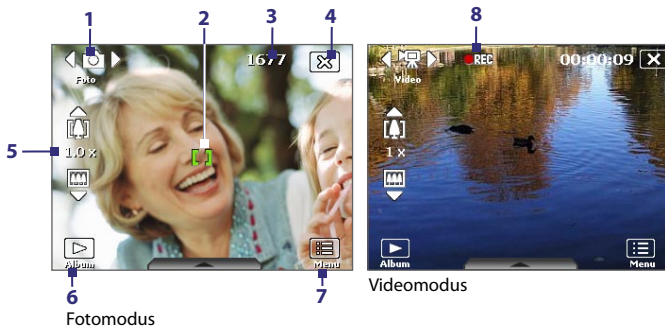 1 2 3 4 8
Foto 1677
Video REC 00:00:09
5 1.0 x
1 x
Album Menu
Album Menu
6 7
Videomodus
Fotomodus